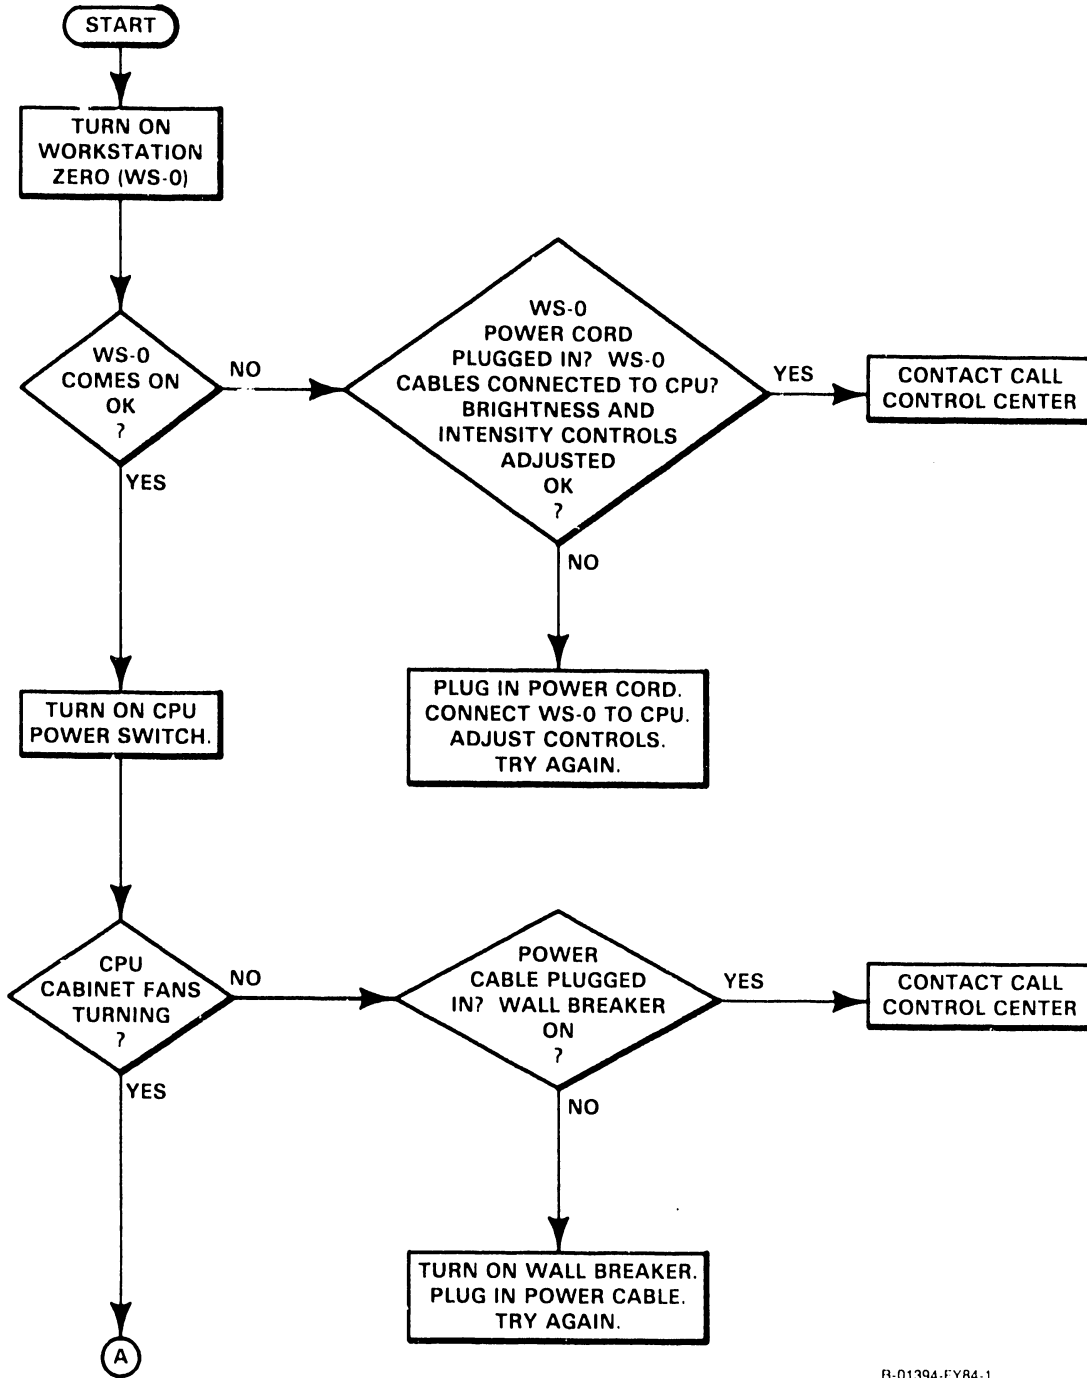 START
TURN ON
WORKSTATION
ZERO (WS-0)
WS-0
COMES ON
OK
?
NO
YES
WS-0
POWER CORD
PLUGGED IN? WS-0
CABLES CONNECTED TO CPU?
BRIGHTNESS AND
INTENSITY CONTROLS
ADJUSTED
OK
?
YES
CONTACT CALL
CONTROL CENTER
NO
PLUG IN POWER CORD.
CONNECT WS-0 TO CPU.
ADJUST CONTROLS.
TRY AGAIN.
TURN ON CPU
POWER SWITCH.
CPU
CABINET FANS
TURNING
?
NO
YES
POWER
CABLE PLUGGED
IN? WALL BREAKER
ON
?
YES
CONTACT CALL
CONTROL CENTER
NO
TURN ON WALL BREAKER.
PLUG IN POWER CABLE.
TRY AGAIN.
A
B-01394-FY84-1